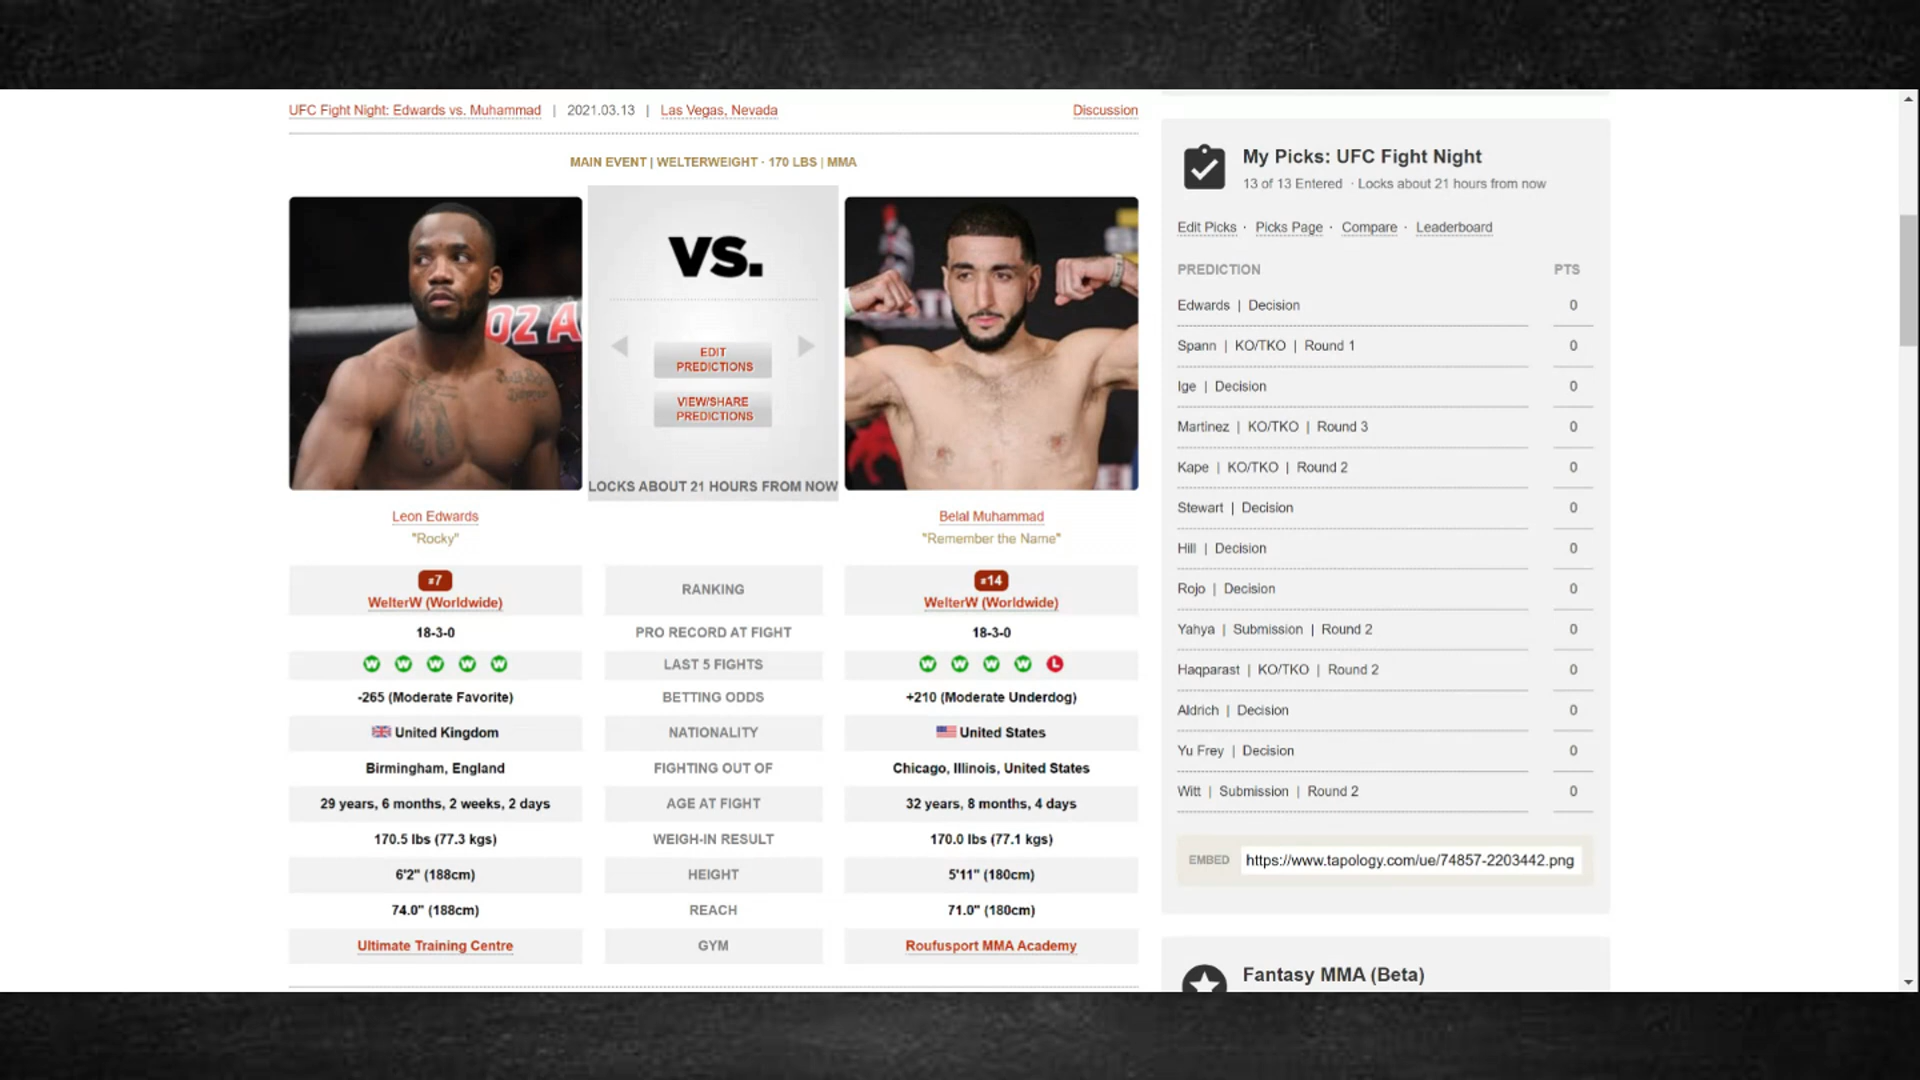 UFC Fight Night: Edwards vs. Muhammad | 2021.03.13 | Las Vegas, Nevada Discussion
MAIN EVENT | WELTERWEIGHT · 170 LBS | MMA
OZ A
VS.
EDIT
PREDICTIONS
VIEW/SHARE
PREDICTIONS
LOCKS ABOUT 21 HOURS FROM NOW
Leon Edwards
"Rocky"
Belal Muhammad
"Remember the Name"
#7 RANKING #14
WelterW (Worldwide) WelterW (Worldwide)
18-3-0 PRO RECORD AT FIGHT 18-3-0
W W W W W LAST 5 FIGHTS W W W W L
-265 (Moderate Favorite) BETTING ODDS +210 (Moderate Underdog)
United Kingdom NATIONALITY United States
Birmingham, England FIGHTING OUT OF Chicago, Illinois, United States
29 years, 6 months, 2 weeks, 2 days AGE AT FIGHT 32 years, 8 months, 4 days
170.5 lbs (77.3 kgs) WEIGH-IN RESULT 170.0 lbs (77.1 kgs)
6'2" (188cm) HEIGHT 5'11" (180cm)
74.0" (188cm) REACH 71.0" (180cm)
Ultimate Training Centre GYM Roufusport MMA Academy
My Picks: UFC Fight Night
13 of 13 Entered · Locks about 21 hours from now
Edit Picks · Picks Page · Compare · Leaderboard
PREDICTION PTS
Edwards | Decision 0
Spann | KO/TKO | Round 1 0
Ige | Decision 0
Martinez | KO/TKO | Round 3 0
Kape | KO/TKO | Round 2 0
Stewart | Decision 0
Hill | Decision 0
Rojo | Decision 0
Yahya | Submission | Round 2 0
Haqparast | KO/TKO | Round 2 0
Aldrich | Decision 0
Yu Frey | Decision 0
Witt | Submission | Round 2 0
EMBED https://www.tapology.com/ue/74857-2203442.png
Fantasy MMA (Beta)